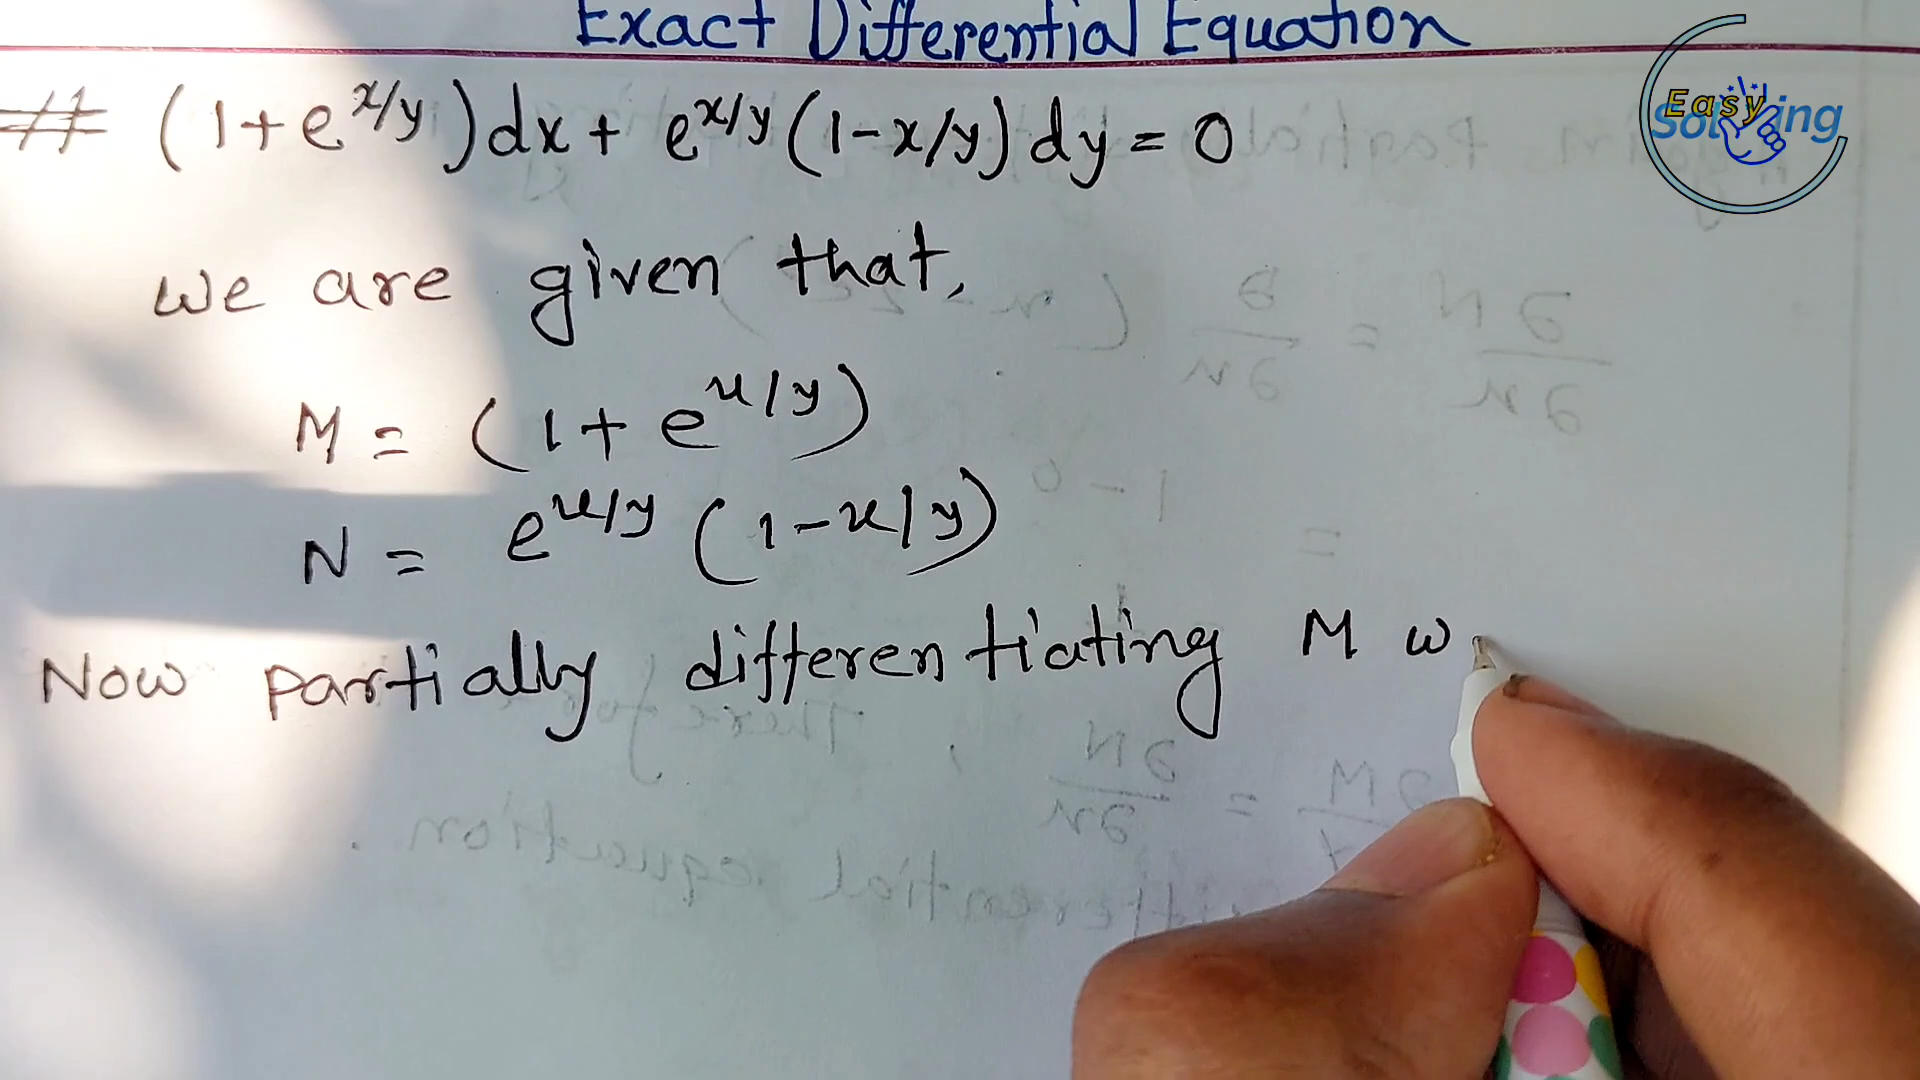 Exact Differential Equation
# (1+e^x/y)dx + e^x/y(1-x/y)dy = 0
Easy Solving
we are given that,
M = (1+e^x/y)
N = e^x/y (1-x/y)
Now partially differentiating M w